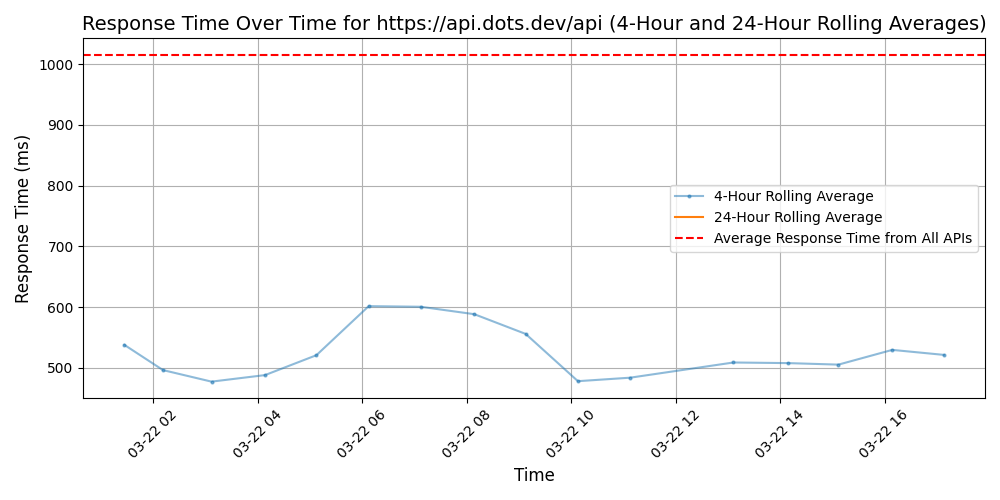 Response Time Over Time for https://api.dots.dev/api (4-Hour and 24-Hour Rolling Averages)
Response Time (ms)
1000
900
800
700
600
500
4-Hour Rolling Average
24-Hour Rolling Average
Average Response Time from All APIs
03-22 02
03-22 04
03-22 06
03-22 08
03-22 10
03-22 12
03-22 14
03-22 16
Time